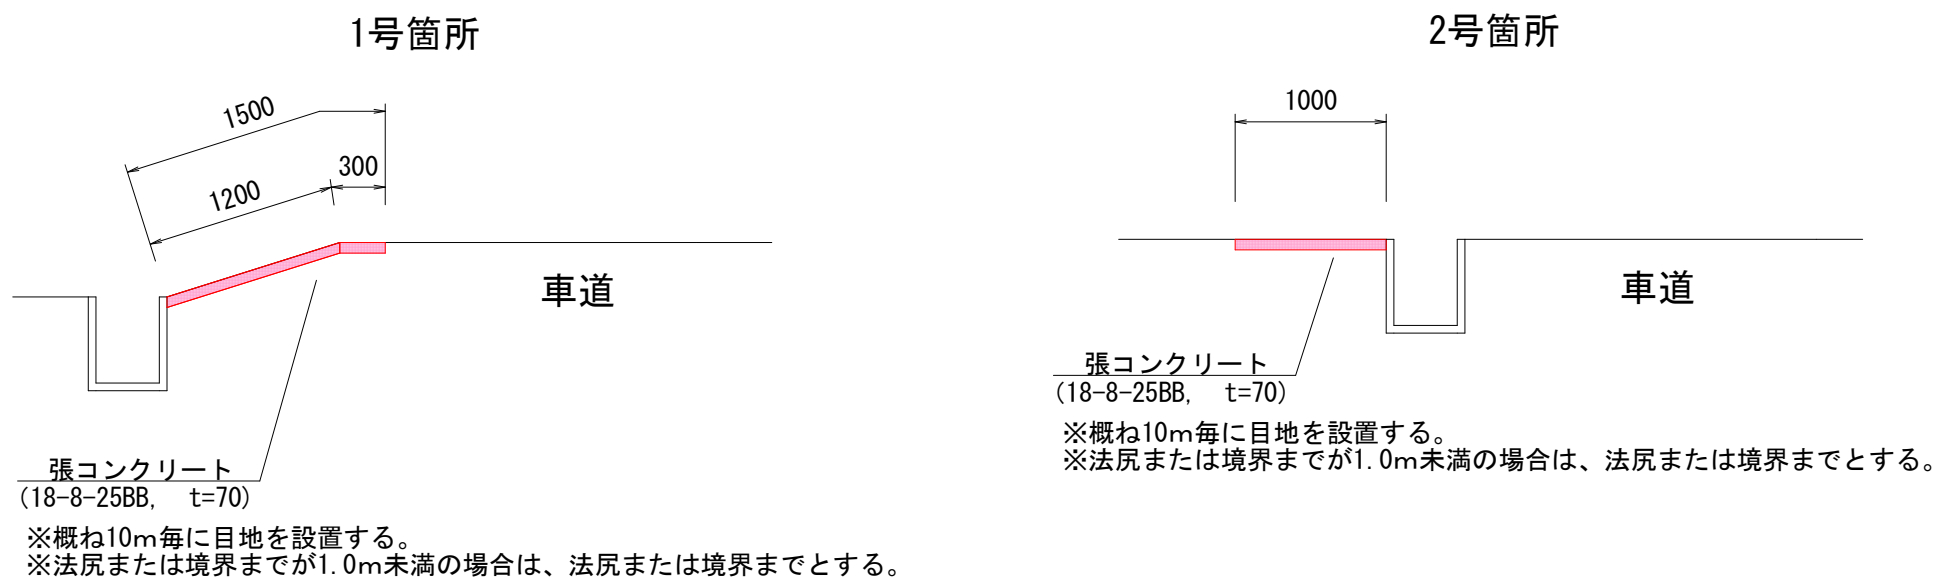 1号箇所
1500
300
1200
車道
張コンクリート
(18-8-25BB, t=70)
※概ね10m毎に目地を設置する。
※法尻または境界までが1.0m未満の場合は、法尻または境界までとする。
2号箇所
1000
車道
張コンクリート
(18-8-25BB, t=70)
※概ね10m毎に目地を設置する。
※法尻または境界までが1.0m未満の場合は、法尻または境界までとする。